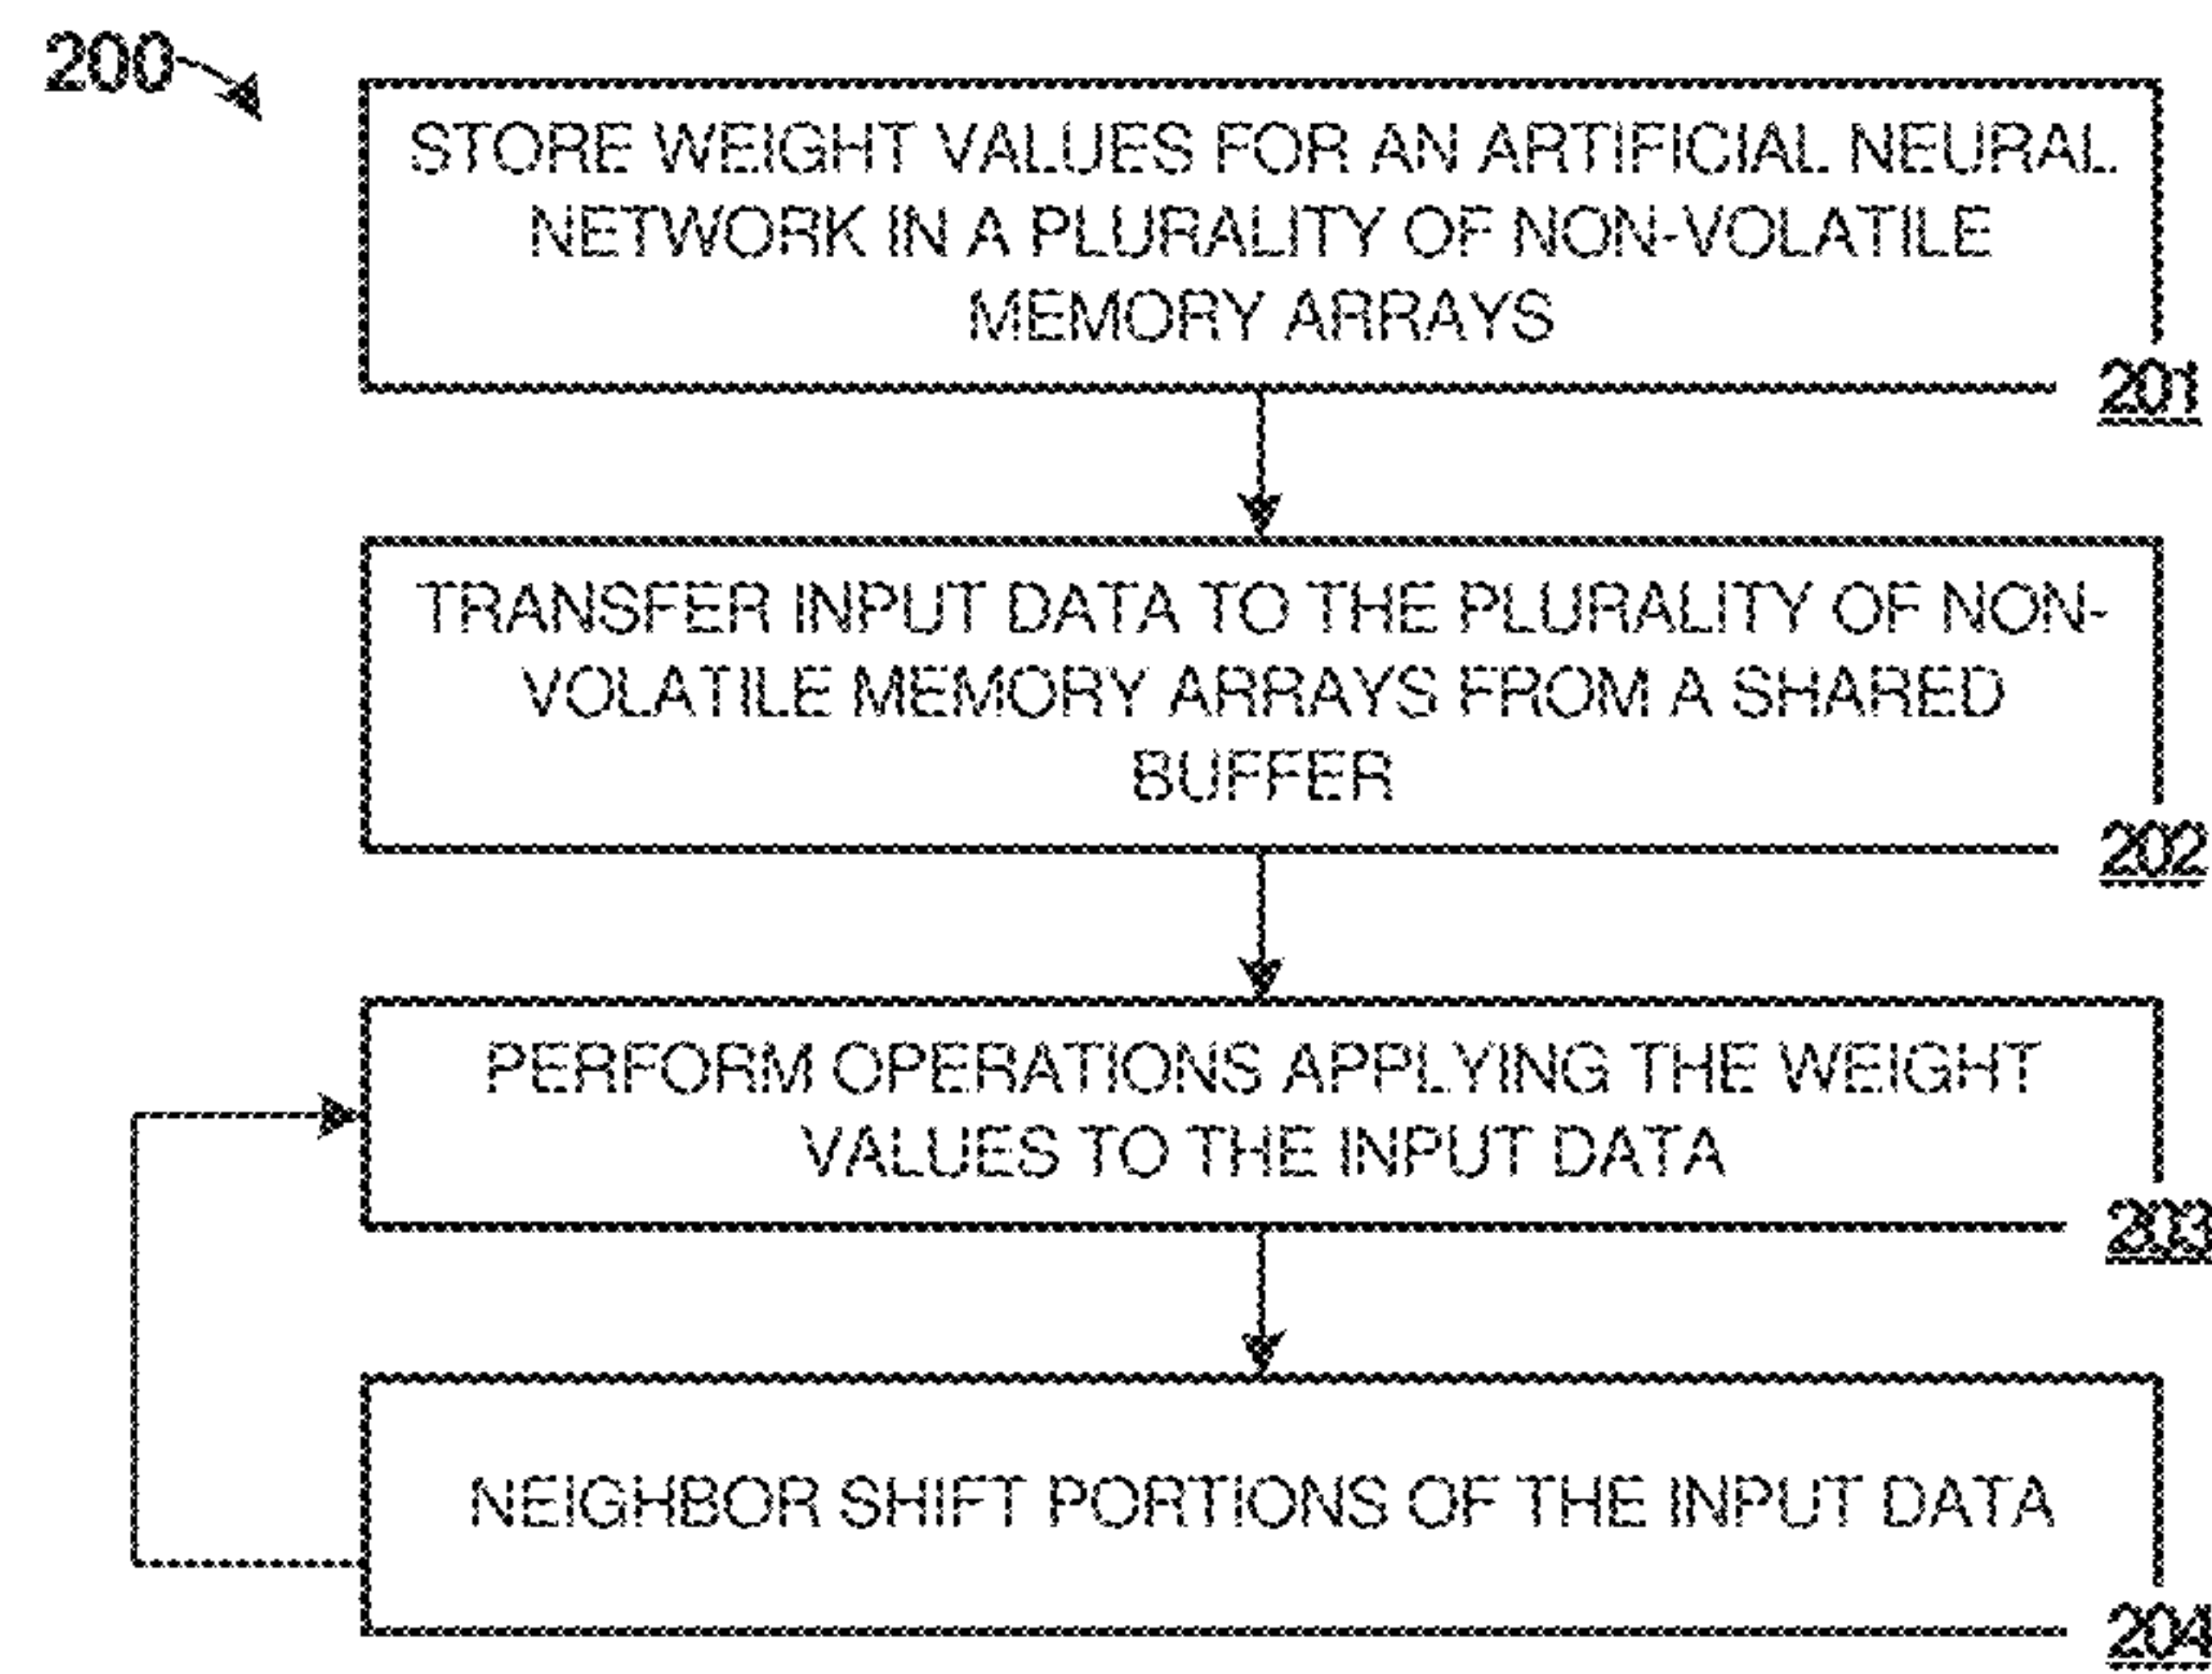 200
STORE WEIGHT VALUES FOR AN ARTIFICIAL NEURAL
NETWORK IN A PLURALITY OF NON-VOLATILE
MEMORY ARRAYS
201
TRANSFER INPUT DATA TO THE PLURALITY OF NON-
VOLATILE MEMORY ARRAYS FROM A SHARED
BUFFER
202
PERFORM OPERATIONS APPLYING THE WEIGHT
VALUES TO THE INPUT DATA
203
NEIGHBOR SHIFT PORTIONS OF THE INPUT DATA
204